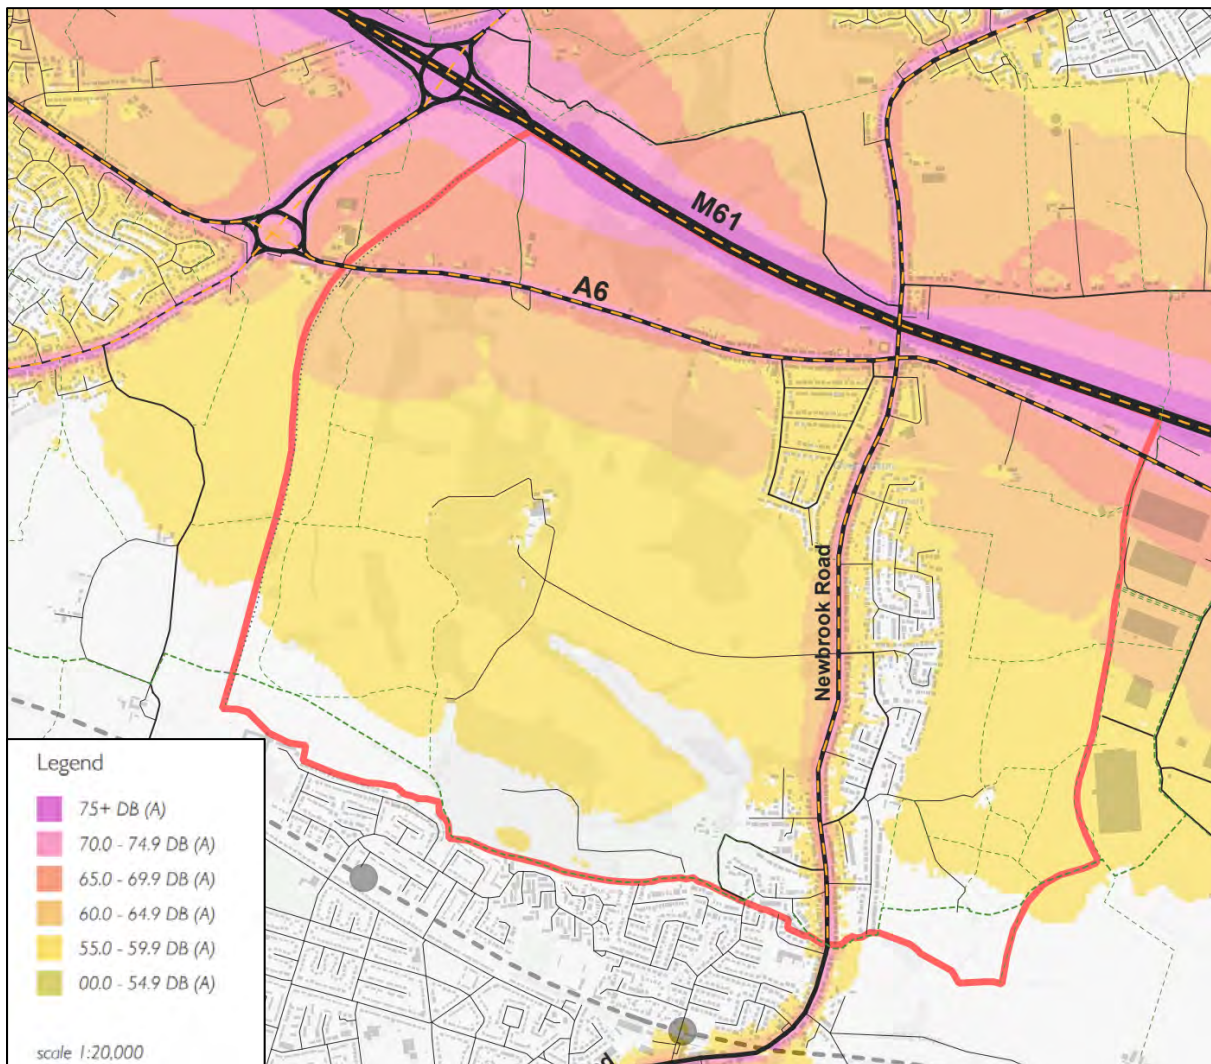 M61
A6
Newbrook Road
Legend
75+ DB (A)
70.0 - 74.9 DB (A)
65.0 - 69.9 DB (A)
60.0 - 64.9 DB (A)
55.0 - 59.9 DB (A)
00.0 - 54.9 DB (A)
scale 1:20,000